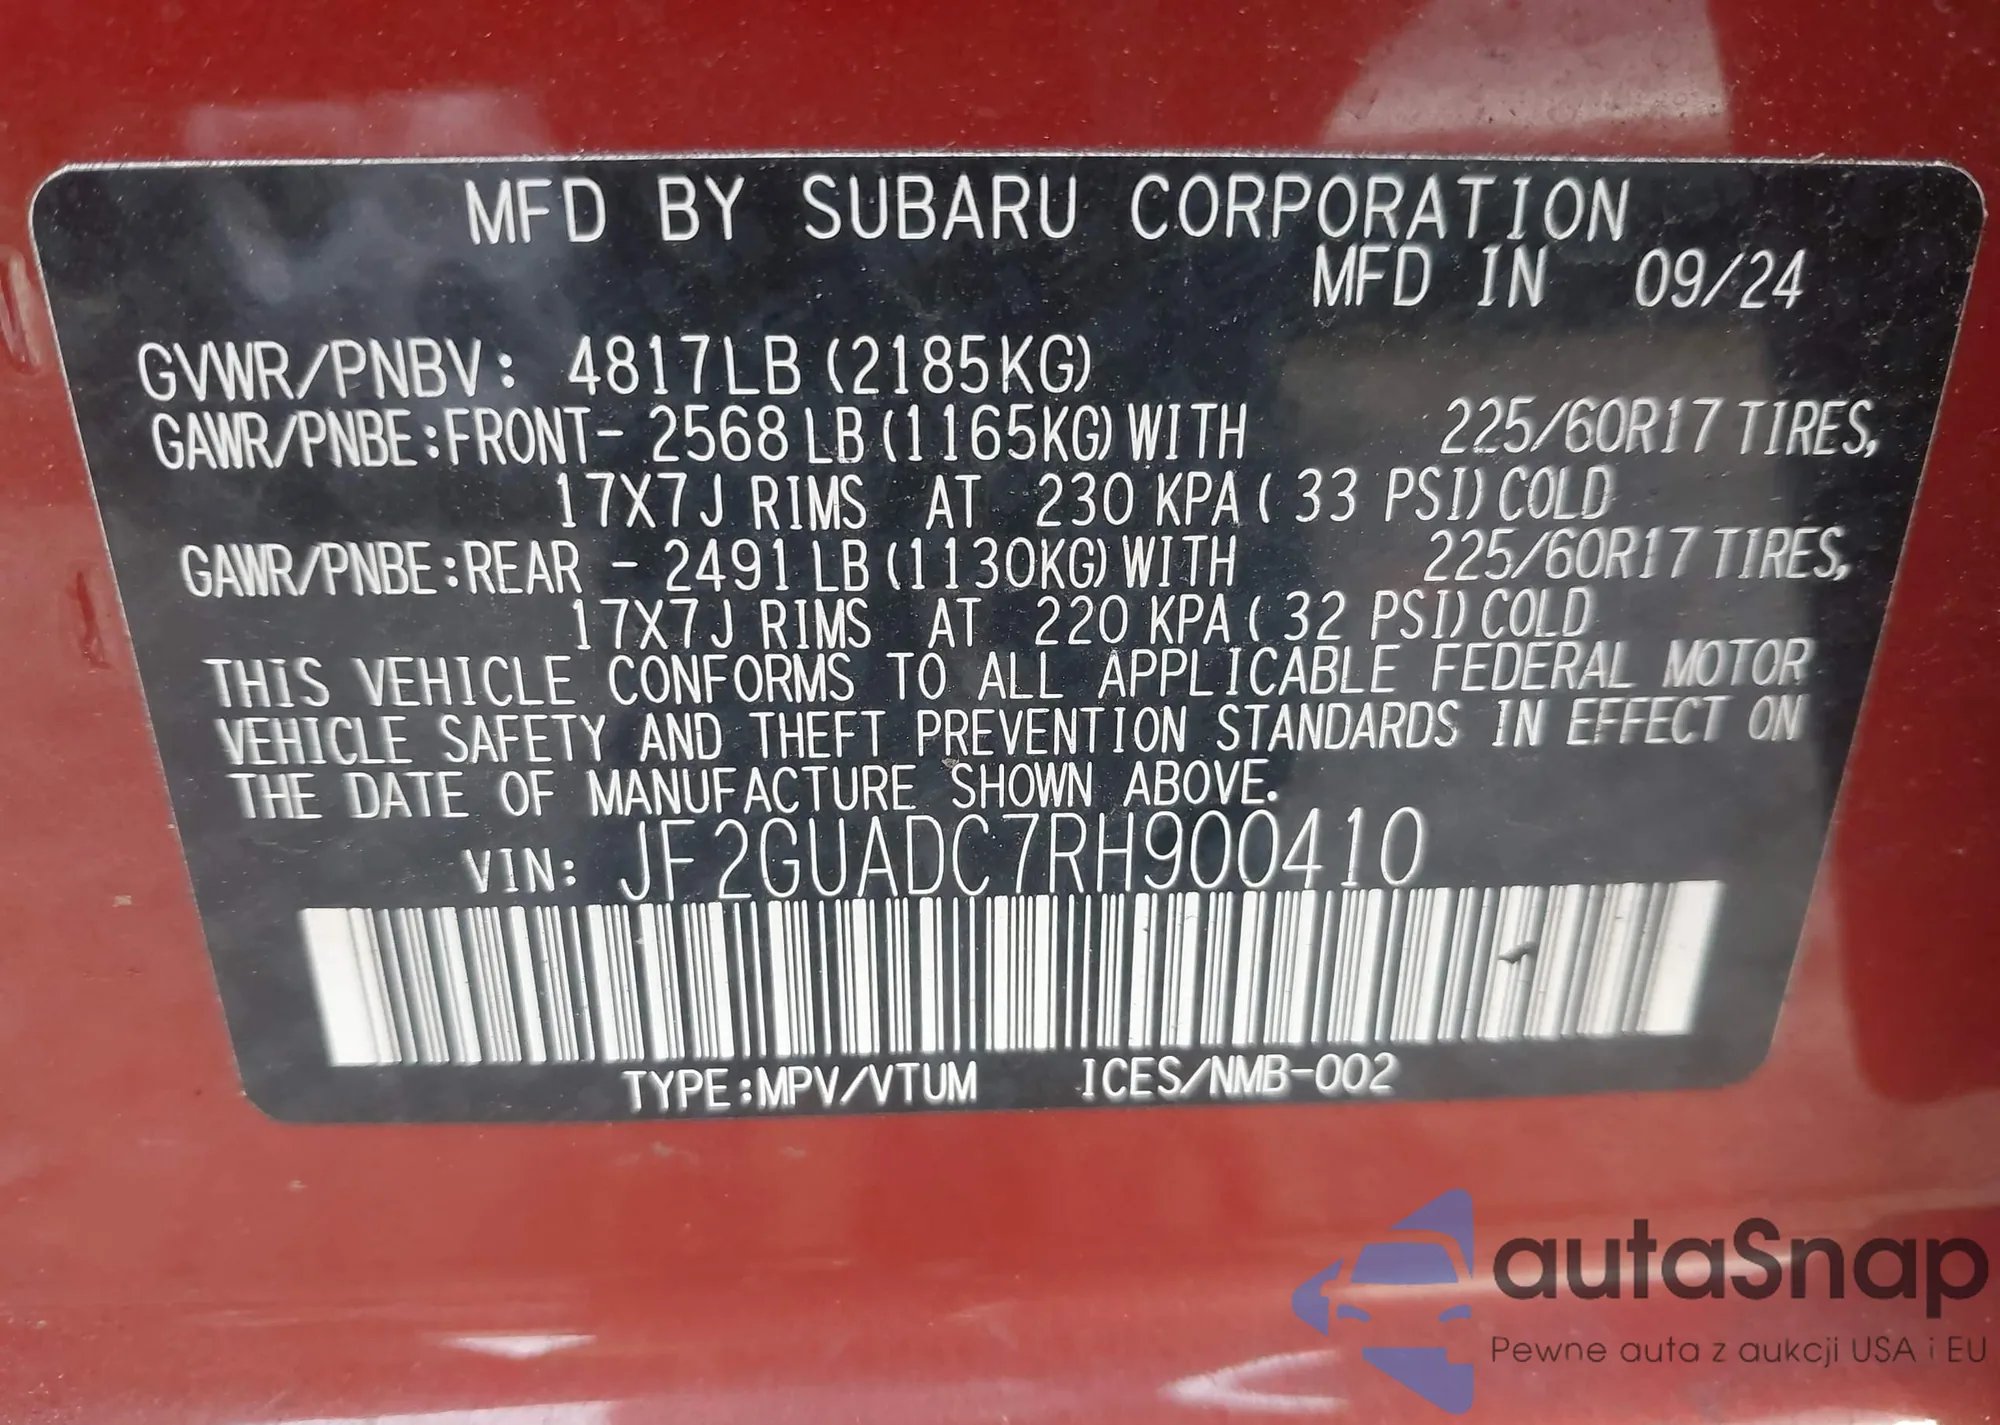 MFD BY SUBARU CORPORATION
MFD IN 09/24
GVWR/PNBV: 4817LB (2185KG)
GAWR/PNBE:FRONT- 2568 LB (1165KG) WITH 225/60R17 TIRES,
17X7J RIMS AT 230 KPA ( 33 PSI) COLD
GAWR/PNBE:REAR - 2491 LB (1130KG) WITH 225/60R17 TIRES,
17X7J RIMS AT 220 KPA ( 32 PSI) COLD
THIS VEHICLE CONFORMS TO ALL APPLICABLE FEDERAL MOTOR
VEHICLE SAFETY AND THEFT PREVENTION STANDARDS IN EFFECT ON
THE DATE OF MANUFACTURE SHOWN ABOVE.
VIN: JF2GUADC7RH900410
TYPE:MPV/VTUM ICES/NMB-002
autaSnap
Pewne auta z aukcji USA i EU